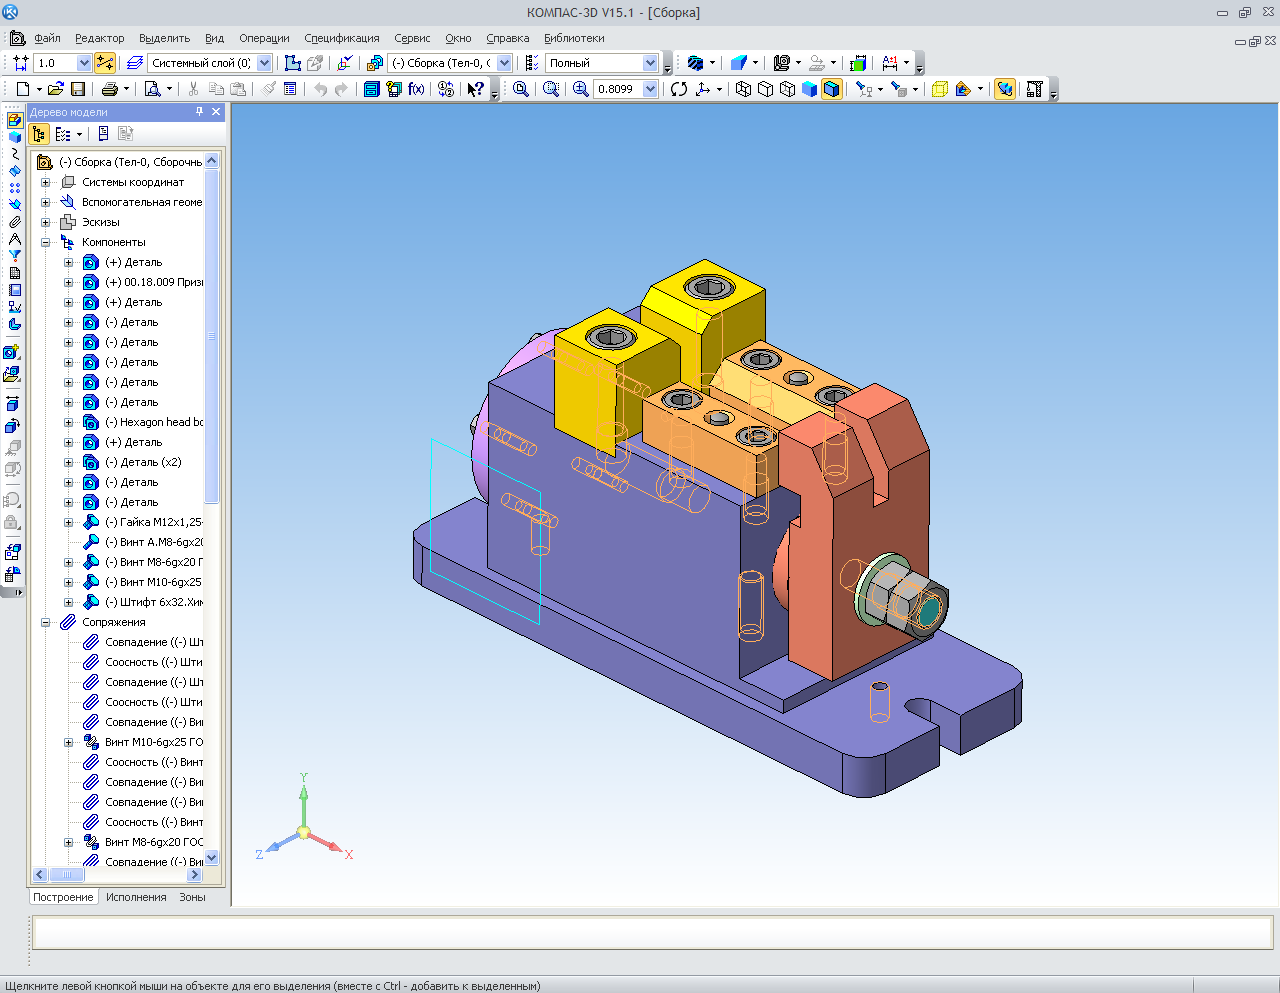 КОМПАС-3D V15.1 - [Сборка]
Файл Редактор Выделить Вид Операции Спецификация Сервис Окно Справка Библиотеки
1.0 Системный слой (0) (-) Сборка (Тел-0, Полный
0.8099
Дерево модели
(-) Сборка (Тел-0, Сборочнь
Системы координат
Вспомогательная геоме
Эскизы
Компоненты
(+) Деталь
(+) 00.18.009 Приз
(+) Деталь
(-) Деталь
(-) Деталь
(-) Деталь
(-) Деталь
(-) Деталь
(-) Hexagon head bo
(+) Деталь
(-) Деталь (x2)
(-) Деталь
(-) Деталь
(-) Гайка M12x1,25-
(-) Винт А.М8-6gx20
(-) Винт М8-6gx20 Г
(-) Винт М10-6gx25
(-) Штифт 6x32.Хим
Сопряжения
Совпадение ((-) Шт
Соосность ((-) Шти
Совпадение ((-) Шт
Соосность ((-) Шти
Совпадение ((-) Ви
Винт М10-6gx25 ГО
Соосность ((-) Винт
Совпадение ((-) Ви
Совпадение ((-) Ви
Соосность ((-) Винт
Винт М8-6gx20 ГОС
Совпадение ((-) Ви
Построение Исполнения Зоны
Y
Z X
Щелкните левой кнопкой мыши на объекте для его выделения (вместе с Ctrl - добавить к выделенным)